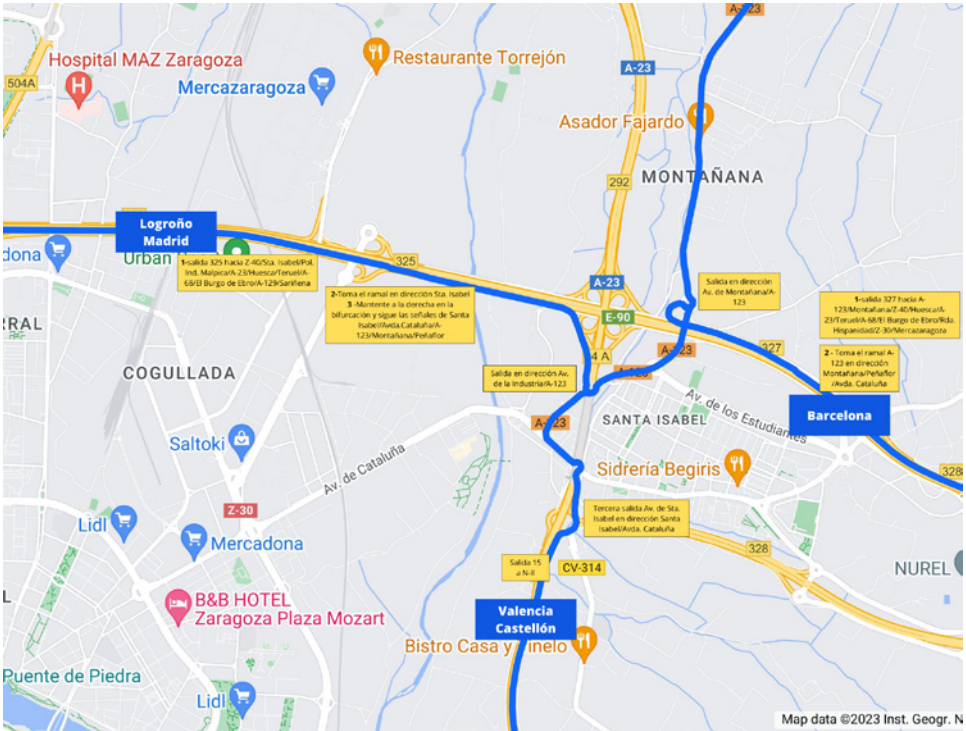 A-123
504A
Hospital MAZ Zaragoza
H
Mercazaragoza
Restaurante Torrejón
A-23
Asador Fajardo
292
MONTAÑANA
Logroño
Madrid
dona
Urban
325
1-salida 325 hacia Z-40/Sta. Isabel/Pol.
Ind. Malpica/A-23/Huesca/Teruel/A-
68/El Burgo de Ebro/A-129/Sariñena
2-Toma el ramal en dirección Sta. Isabel
3 -Mantente a la derecha en la
bifurcación y sigue las señales de Santa
Isabel/Avda.Cataluña/A-
123/Montañana/Peñaflor
A-23
E-90
Salida en dirección
Av. de Montañana/A-
123
1-salida 327 hacia A-
123/Montañana/Z-40/Huesca/A-
23/Teruel/A-68/El Burgo de Ebro/Rda.
Hispanidad/Z-30/Mercazaragoza
2 - Toma el ramal A-
123 en dirección
Montañana/Peñaflor
/Avda. Cataluña
327
RRAL
COGULLADA
4 A
A-123
A-123
Salida en dirección Av.
de la Industria/A-123
Barcelona
A-123
SANTA ISABEL
Av. de los Estudiantes
Saltoki
Av. de Cataluña
Sidrería Begiris
328
Z-30
Lidl
Mercadona
Tercera salida Av. de Sta.
Isabel en dirección Santa
Isabel/Avda. Cataluña
328
Salida 15
a N-II
CV-314
NUREL
L
B&B HOTEL
Zaragoza Plaza Mozart
Valencia
Castellón
Bistro Casa y
inelo
Puente de Piedra
Lidl
Map data ©2023 Inst. Geogr. N